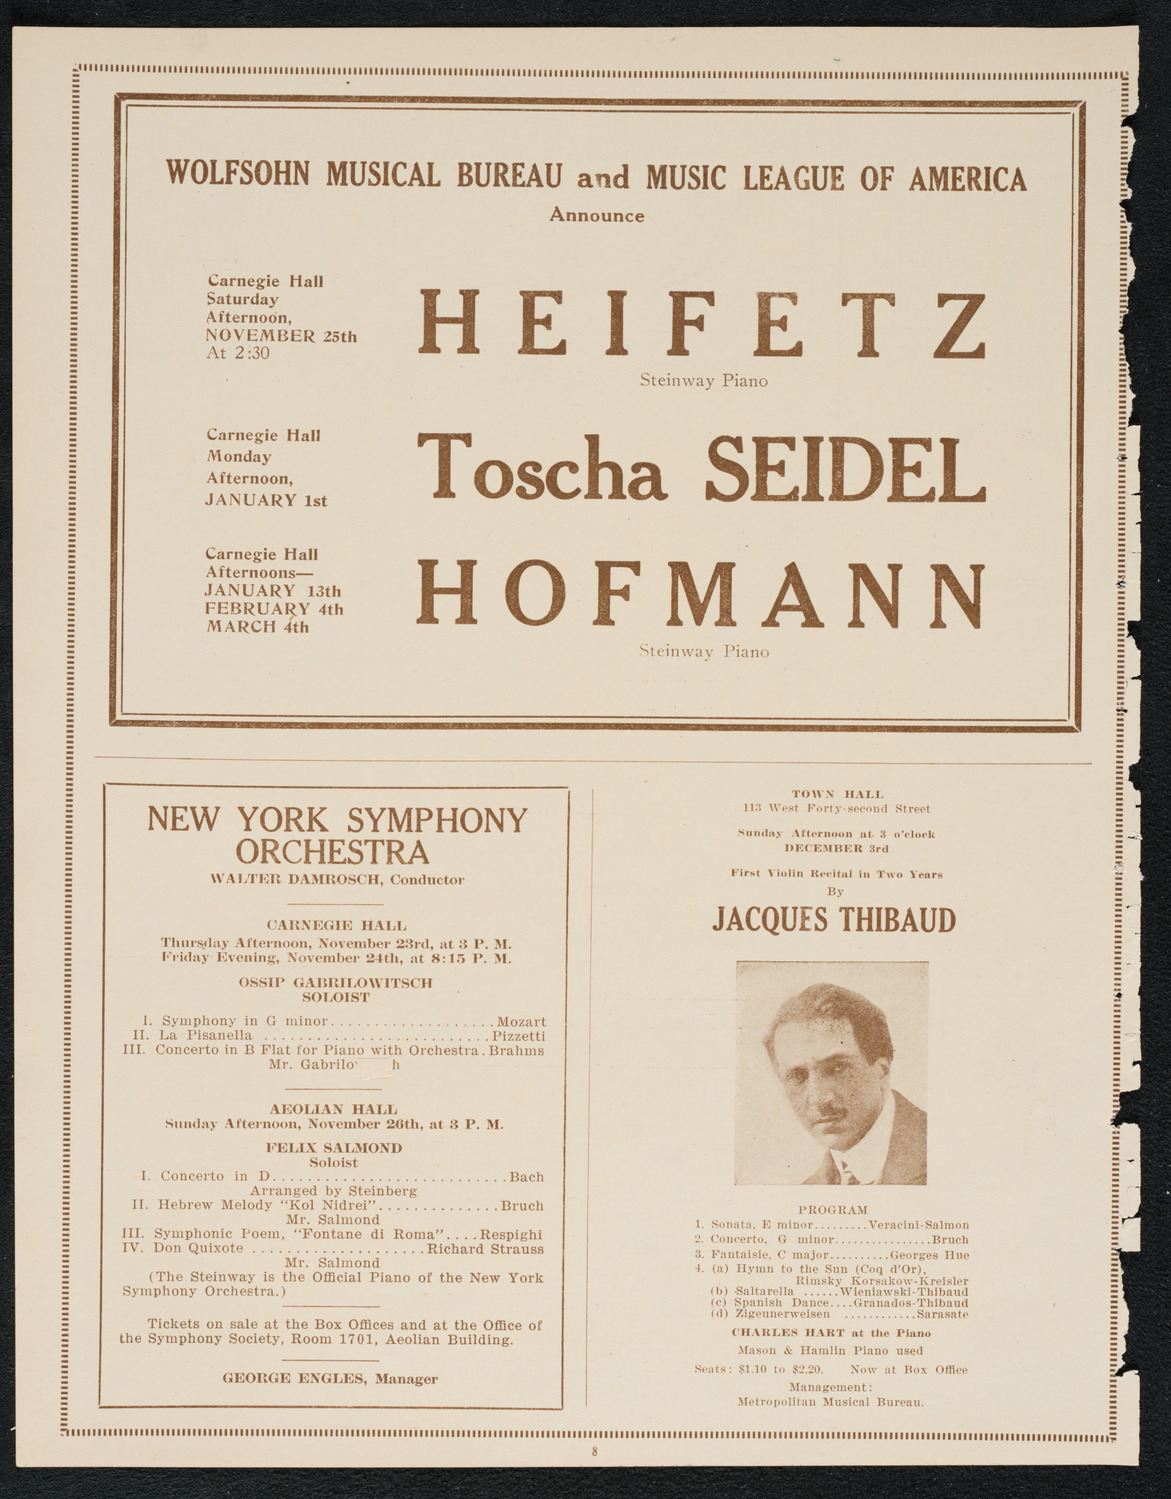 WOLFSOHN MUSICAL BUREAU and MUSIC LEAGUE OF AMERICA
Announce
Carnegie Hall
Saturday
Afternoon,
NOVEMBER 25th
At 2:30
HEIFETZ
Steinway Piano
Carnegie Hall
Monday
Afternoon,
JANUARY 1st
Toscha SEIDEL
Carnegie Hall
Afternoons—
JANUARY 13th
FEBRUARY 4th
MARCH 4th
HOFMANN
Steinway Piano
NEW YORK SYMPHONY
ORCHESTRA
WALTER DAMROSCH, Conductor
CARNEGIE HALL
Thursday Afternoon, November 23rd, at 3 P. M.
Friday Evening, November 24th, at 8:15 P. M.
OSSIP GABRILOWITSCH
SOLOIST
I. Symphony in G minor...................Mozart
II. La Pisanella ..........................Pizzetti
III. Concerto in B Flat for Piano with Orchestra.Brahms
Mr. Gabrilo h
AEOLIAN HALL
Sunday Afternoon, November 26th, at 3 P. M.
FELIX SALMOND
Soloist
I. Concerto in D...........................Bach
Arranged by Steinberg
II. Hebrew Melody "Kol Nidrei"..............Bruch
Mr. Salmond
III. Symphonic Poem, "Fontane di Roma"....Respighi
IV. Don Quixote ....................Richard Strauss
Mr. Salmond
(The Steinway is the Official Piano of the New York
Symphony Orchestra.)
Tickets on sale at the Box Offices and at the Office of
the Symphony Society, Room 1701, Aeolian Building.
GEORGE ENGLES, Manager
TOWN HALL
113 West Forty-second Street
Sunday Afternoon at 3 o'clock
DECEMBER 3rd
First Violin Recital in Two Years
By
JACQUES THIBAUD
PROGRAM
1. Sonata, E minor.........Veracini-Salmon
2. Concerto, G minor...............Bruch
3. Fantaisie, C major..........Georges Hue
4. (a) Hymn to the Sun (Coq d'Or),
Rimsky Korsakow-Kreisler
(b) Saltarella ......Wieniawski-Thibaud
(c) Spanish Dance....Granados-Thibaud
(d) Zigeunerweisen ............Sarasate
CHARLES HART at the Piano
Mason & Hamlin Piano used
Seats: $1.10 to $2.20. Now at Box Office
Management:
Metropolitan Musical Bureau.
8